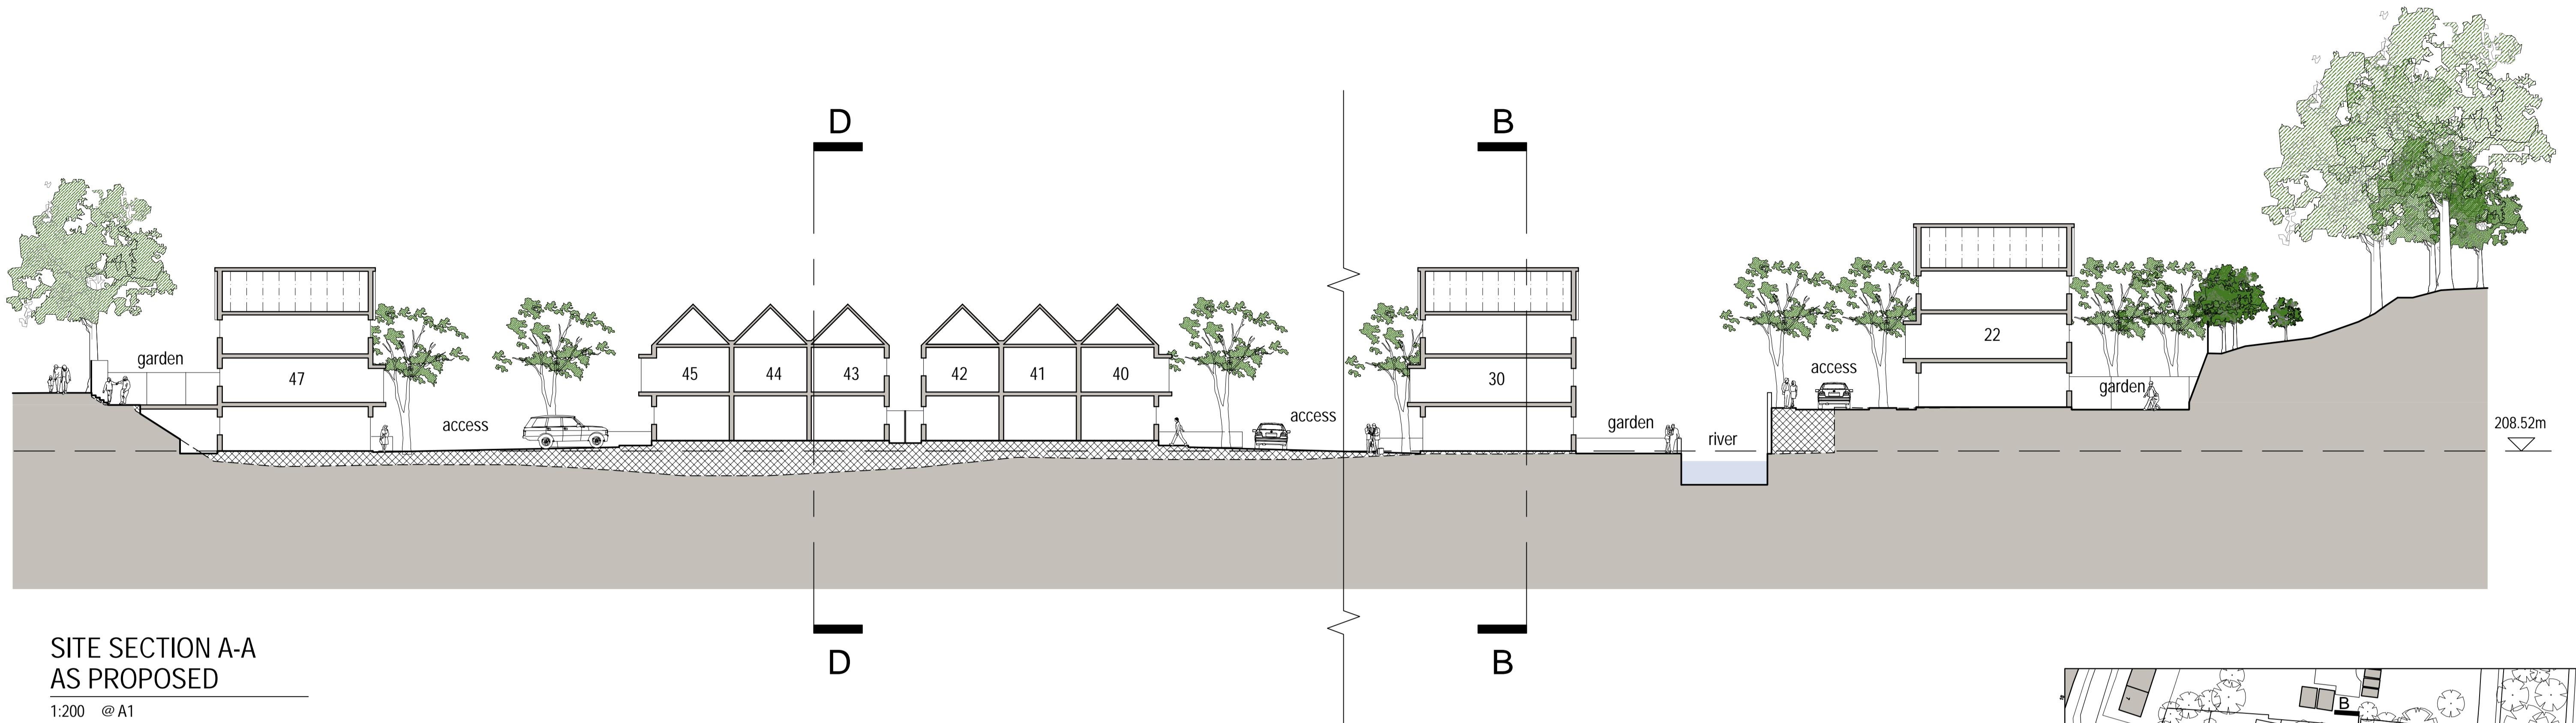 D
B
garden
47
access
45
44
43
42
41
40
access
30
garden
river
access
22
garden
208.52m
D
B
SITE SECTION A-A
AS PROPOSED
1:200 @ A1
B